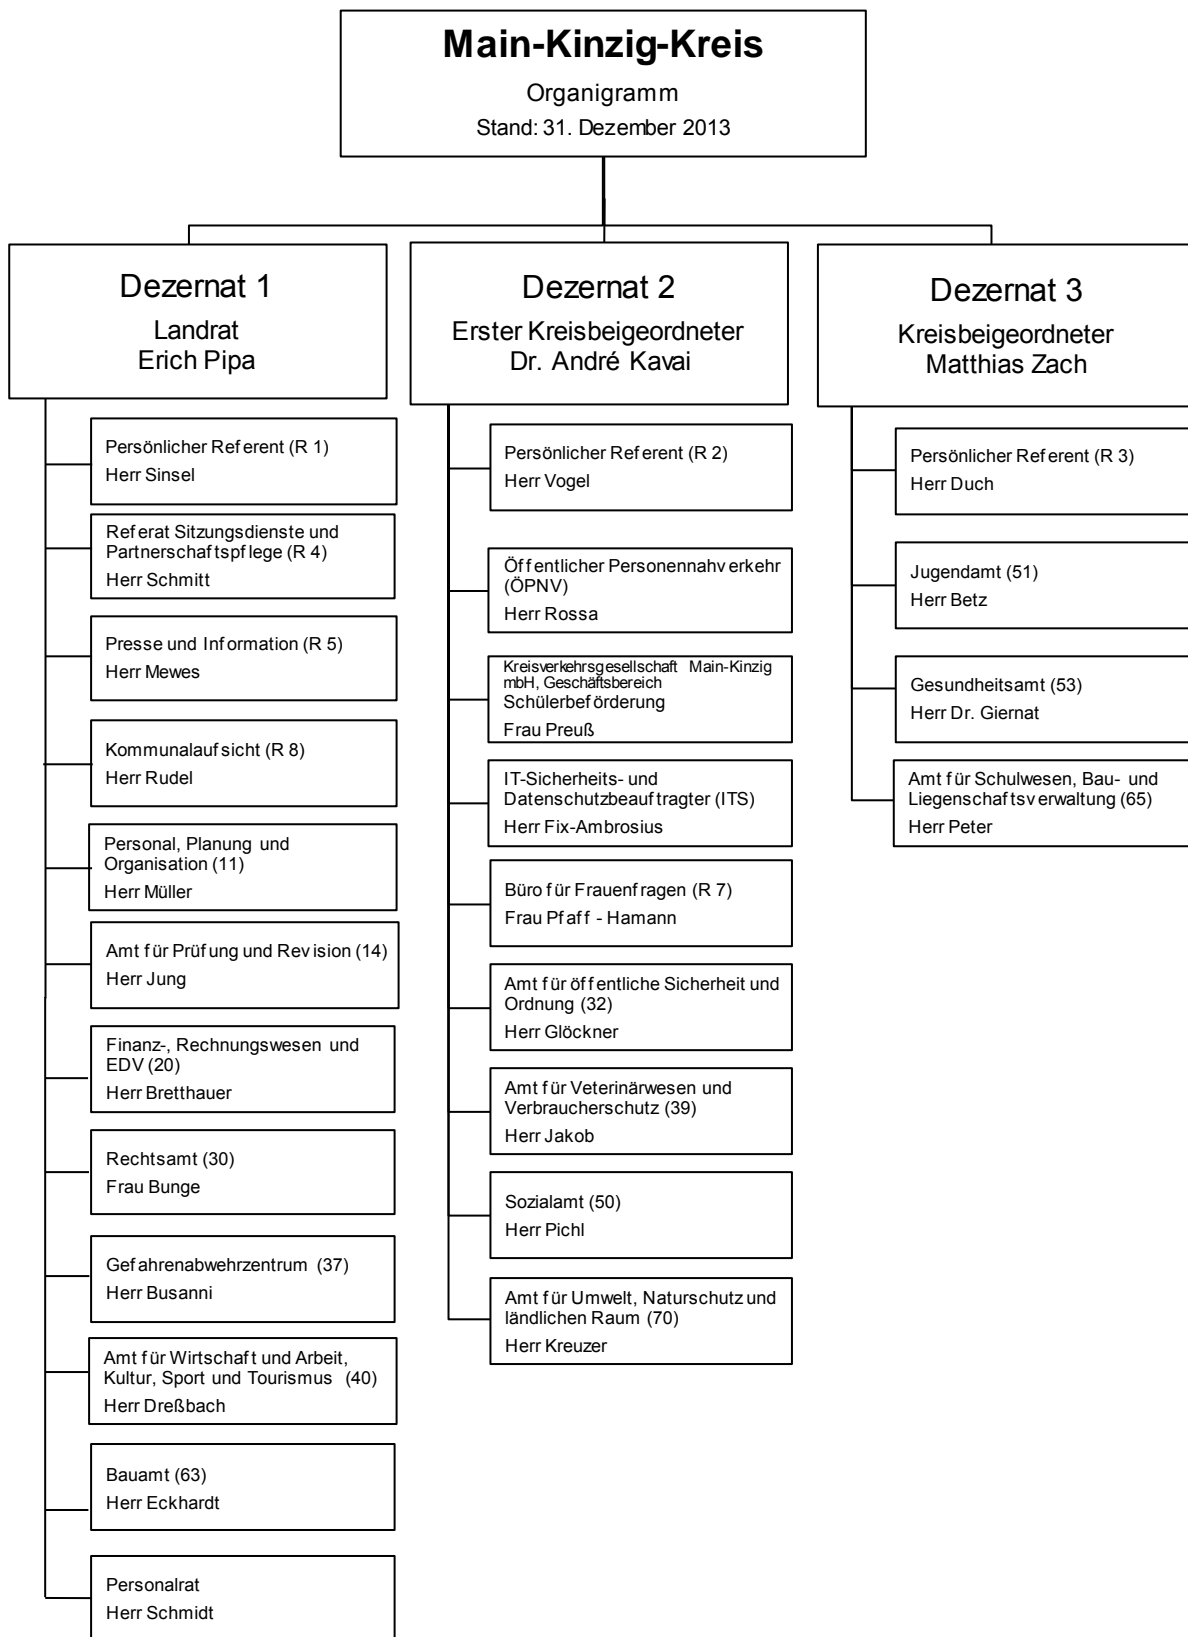 Main-Kinzig-Kreis
Organigramm
Stand: 31. Dezember 2013
Dezernat 1
Landrat
Erich Pipa
Persönlicher Referent (R 1)
Herr Sinsel
Referat Sitzungsdienste und
Partnerschaftspflege (R 4)
Herr Schmitt
Presse und Information (R 5)
Herr Mewes
Kommunalaufsicht (R 8)
Herr Rudel
Personal, Planung und
Organisation (11)
Herr Müller
Amt für Prüfung und Revision (14)
Herr Jung
Finanz-, Rechnungswesen und
EDV (20)
Herr Bretthauer
Rechtsamt (30)
Frau Bunge
Gefahrenabwehrzentrum (37)
Herr Busanni
Amt für Wirtschaft und Arbeit,
Kultur, Sport und Tourismus (40)
Herr Dreßbach
Bauamt (63)
Herr Eckhardt
Personalrat
Herr Schmidt
Dezernat 2
Erster Kreisbeigeordneter
Dr. André Kavai
Persönlicher Referent (R 2)
Herr Vogel
Öffentlicher Personennahverkehr
(ÖPNV)
Herr Rossa
Kreisverkehrsgesellschaft Main-Kinzig
mbH, Geschäftsbereich
Schülerbeförderung
Frau Preuß
IT-Sicherheits- und
Datenschutzbeauftragter (ITS)
Herr Fix-Ambrosius
Büro für Frauenfragen (R 7)
Frau Pfaff - Hamann
Amt für öffentliche Sicherheit und
Ordnung (32)
Herr Glöckner
Amt für Veterinärwesen und
Verbraucherschutz (39)
Herr Jakob
Sozialamt (50)
Herr Pichl
Amt für Umwelt, Naturschutz und
ländlichen Raum (70)
Herr Kreuzer
Dezernat 3
Kreisbeigeordneter
Matthias Zach
Persönlicher Referent (R 3)
Herr Duch
Jugendamt (51)
Herr Betz
Gesundheitsamt (53)
Herr Dr. Giernat
Amt für Schulwesen, Bau- und
Liegenschaftsverwaltung (65)
Herr Peter